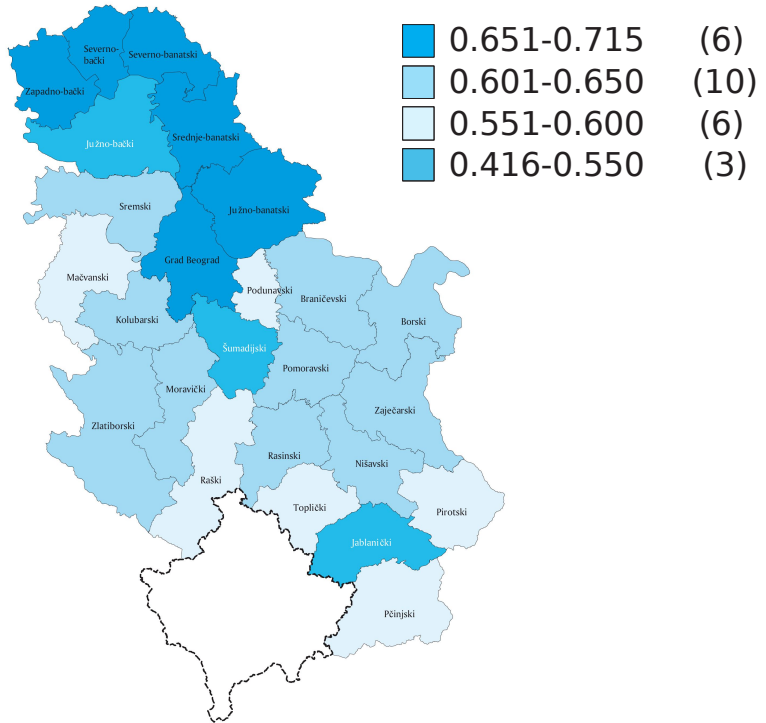 0.651-0.715 (6)
0.601-0.650 (10)
0.551-0.600 (6)
0.416-0.550 (3)
Severno-
bački
Severno-banatski
Zapadno-bački
Srednje-banatski
Južno-bački
Sremski
Južno-banatski
Grad Beograd
Mačvanski
Podunavski
Braničevski
Kolubarski
Borski
Šumadijski
Pomoravski
Moravički
Zaječarski
Zlatiborski
Rasinski
Nišavski
Raški
Toplički
Pirotski
Jablanički
Pčinjski